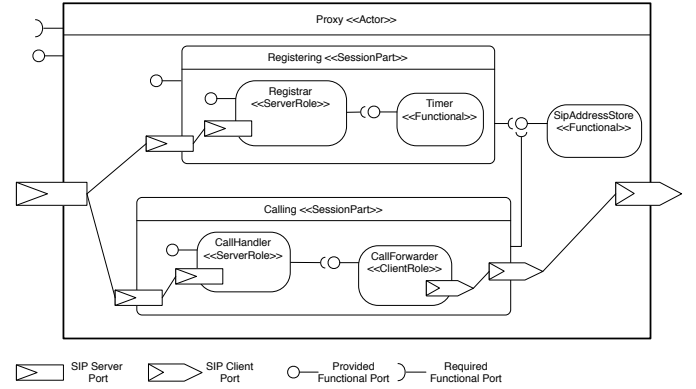 Proxy <<Actor>>
Registering <<SessionPart>>
Registrar
<<ServerRole>>
Timer
<<Functional>>
SipAddressStore
<<Functional>>
Calling <<SessionPart>>
CallHandler
<<ServerRole>>
CallForwarder
<<ClientRole>>
SIP Server
Port
SIP Client
Port
Provided
Functional Port
Required
Functional Port